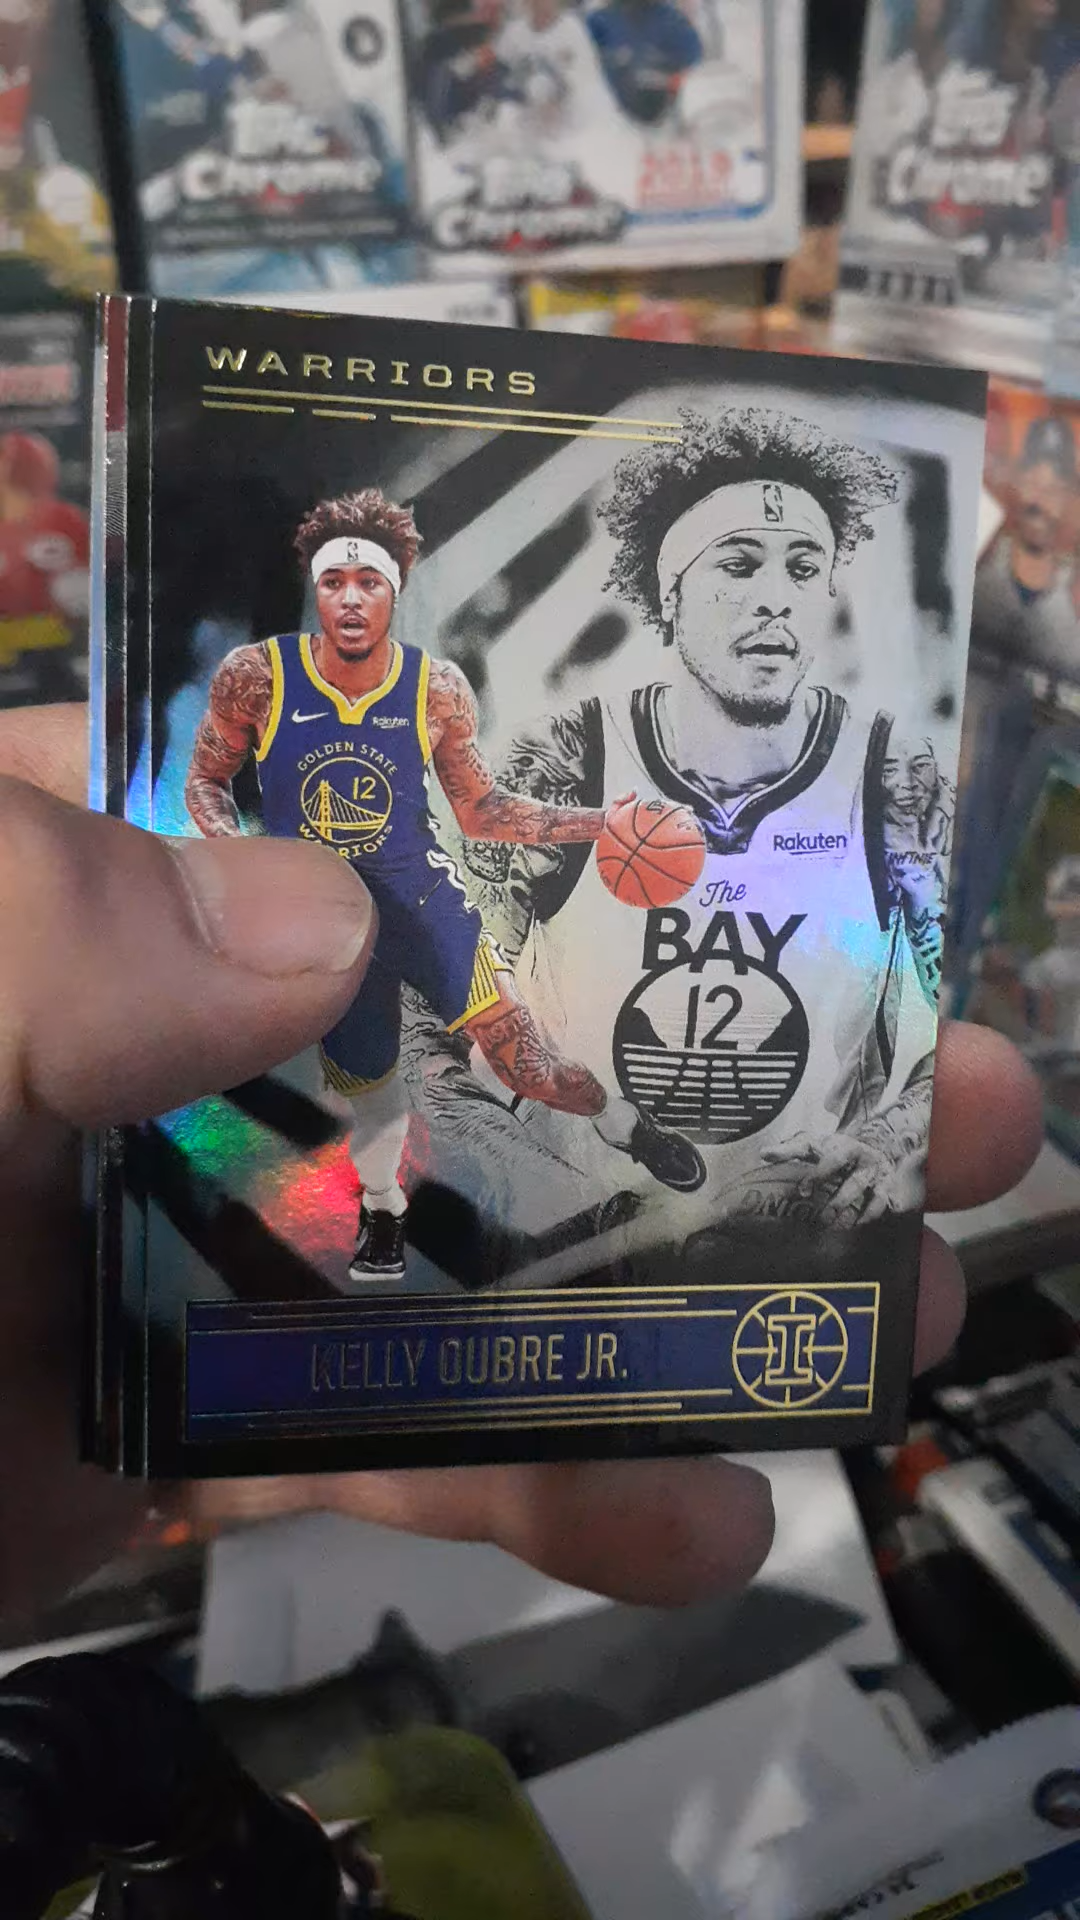 Topps
Chrome
Topps
Chrome
2019
Topps
Chrome
WARRIORS
Rakuten
GOLDEN STATE
12
WARRIORS
Rakuten
The
BAY
12
KELLY OUBRE JR.